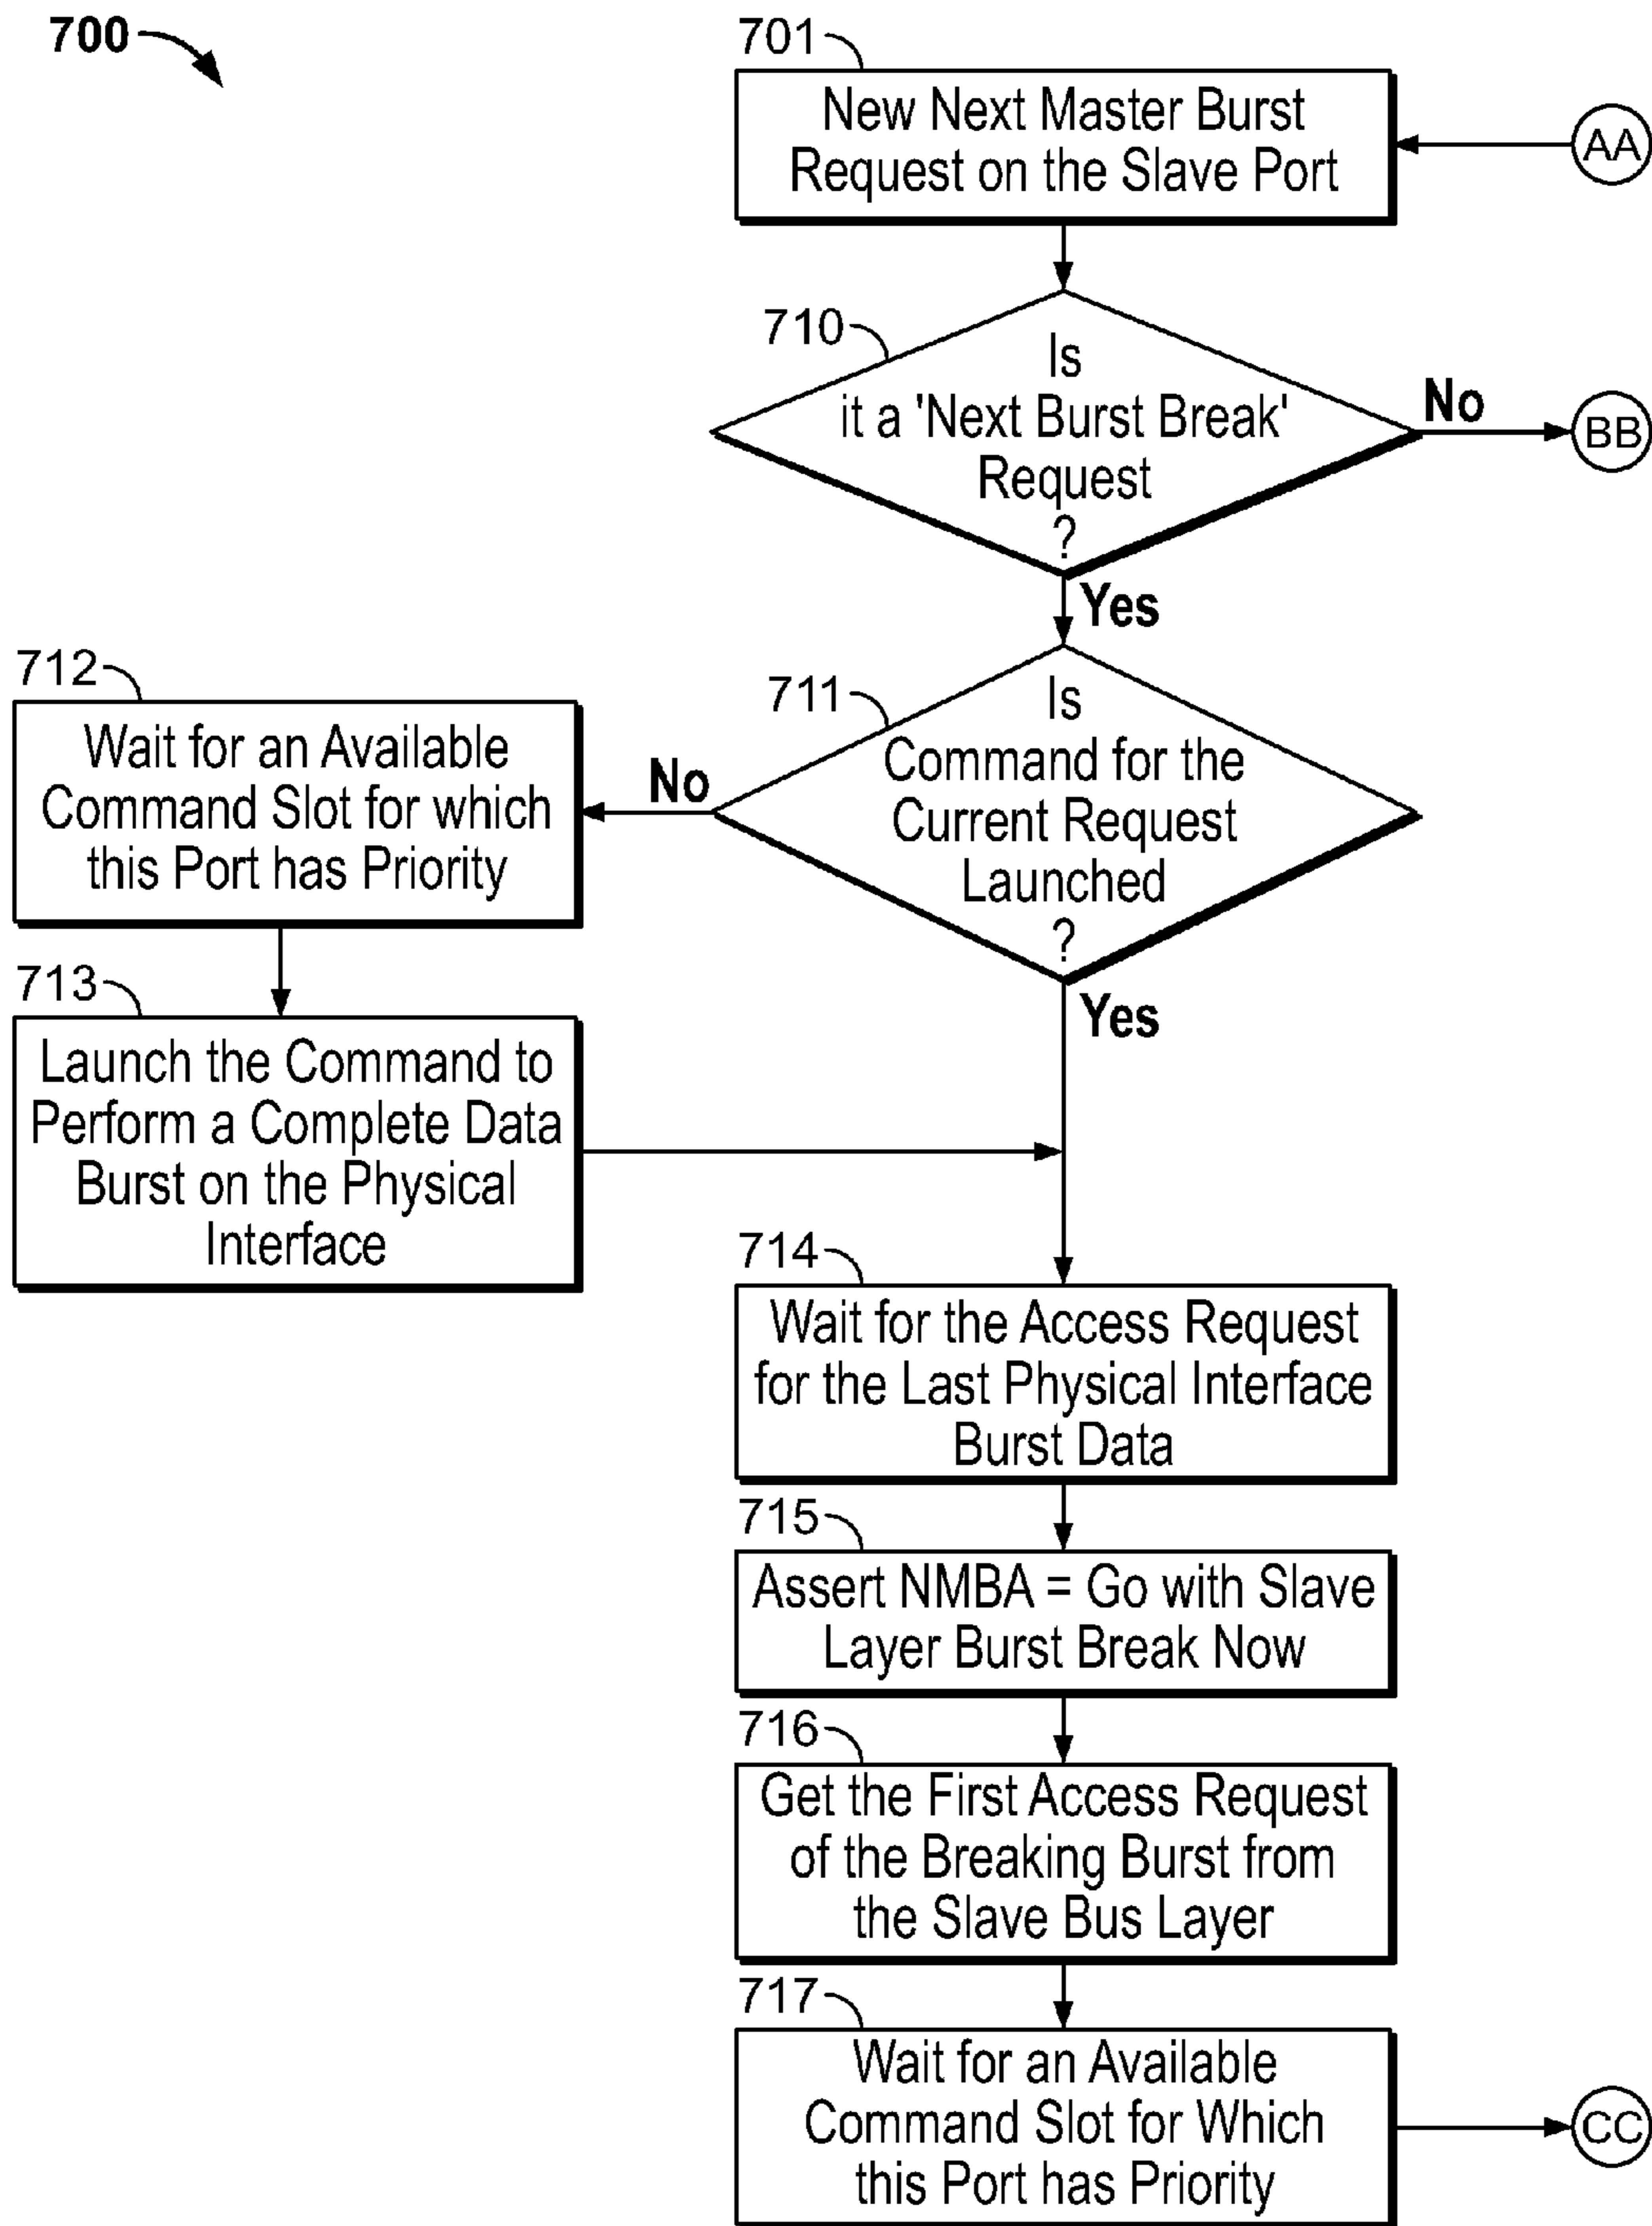 700
701
New Next Master Burst
Request on the Slave Port
AA
710
Is
it a 'Next Burst Break'
Request
?
No
BB
Yes
711
Is
Command for the
Current Request
Launched
?
No
Yes
712
Wait for an Available
Command Slot for which
this Port has Priority
713
Launch the Command to
Perform a Complete Data
Burst on the Physical
Interface
714
Wait for the Access Request
for the Last Physical Interface
Burst Data
715
Assert NMBA = Go with Slave
Layer Burst Break Now
716
Get the First Access Request
of the Breaking Burst from
the Slave Bus Layer
717
Wait for an Available
Command Slot for Which
this Port has Priority
CC